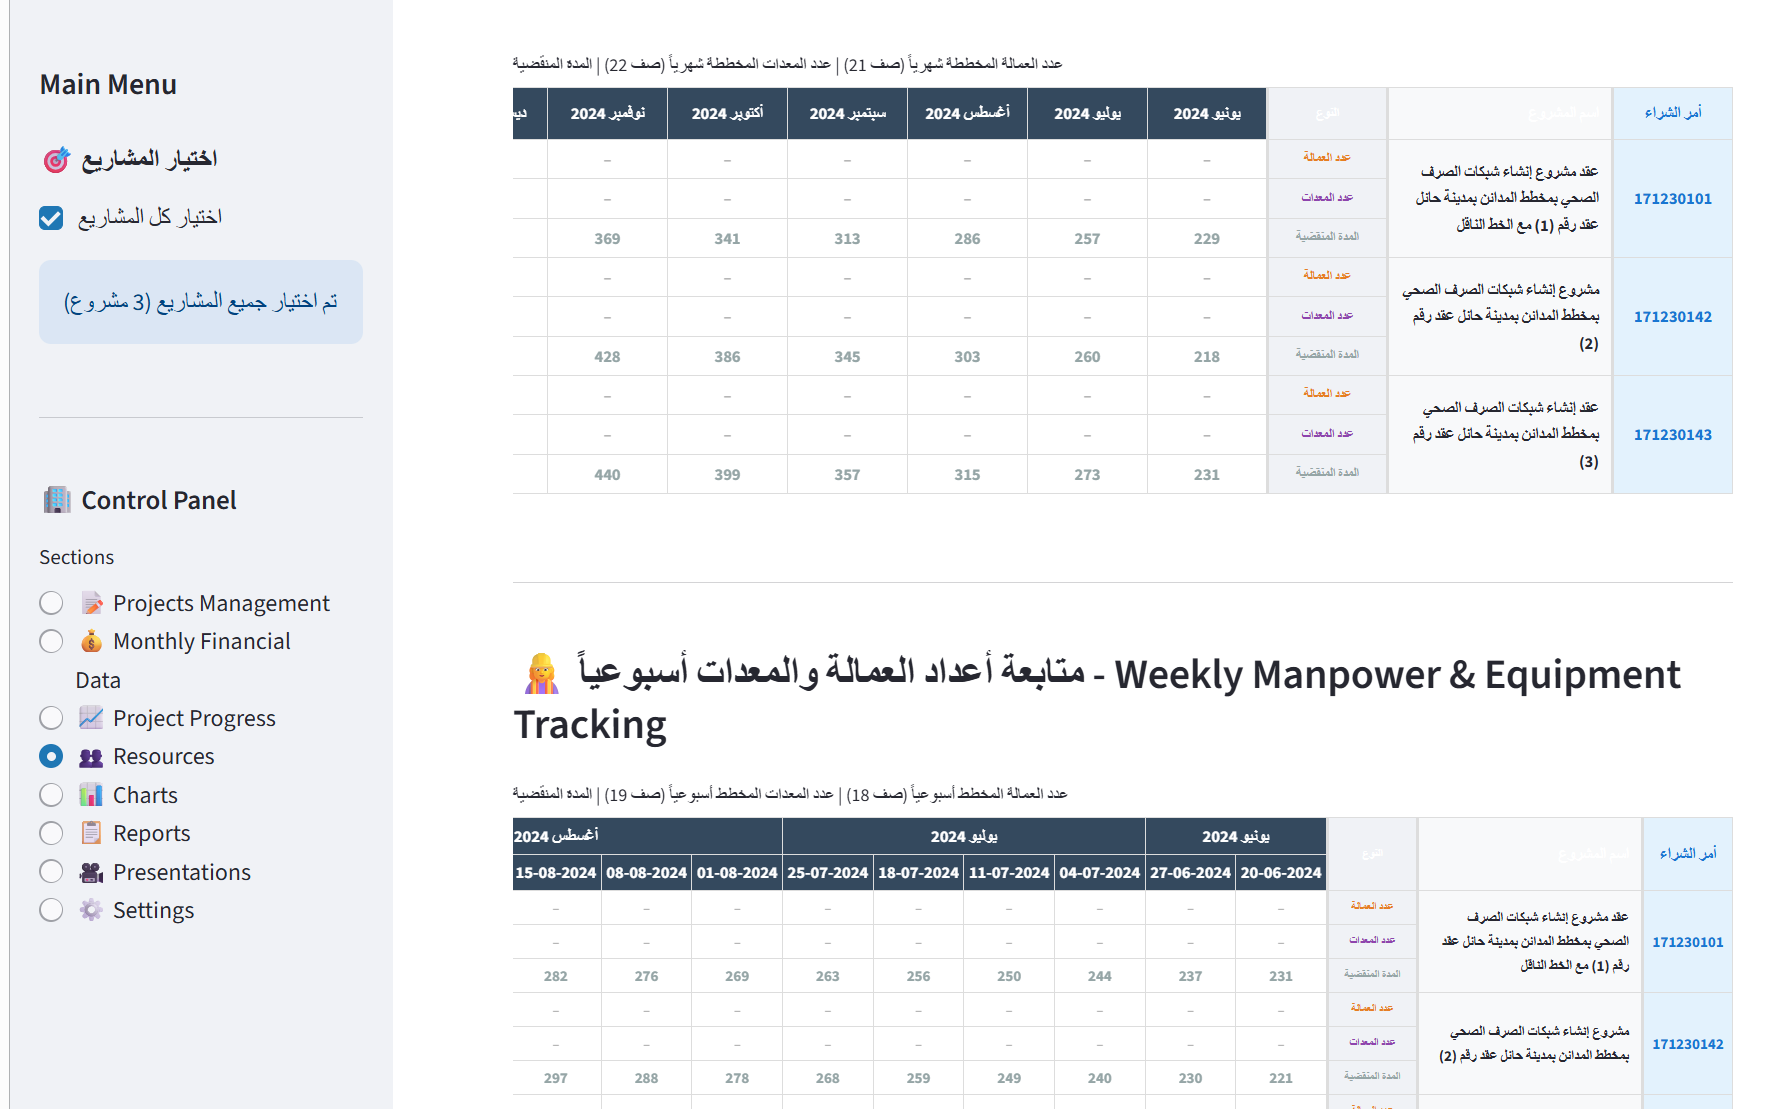 Main Menu
🎯 اختيار المشاريع
اختيار كل المشاريع
تم اختيار جميع المشاريع (3 مشروع)
🏢 Control Panel
Sections
📝 Projects Management
💰 Monthly Financial
Data
📈 Project Progress
👥 Resources
📊 Charts
📋 Reports
🎥 Presentations
⚙️ Settings
عدد العمالة المخططة شهرياً (صف 21) | عدد المعدات المخططة شهرياً (صف 22) | المدة المنقضية
أمر الشراء اسم المشروع النوع يونيو 2024 يوليو 2024 أغسطس 2024 سبتمبر 2024 أكتوبر 2024 نوفمبر 2024
171230101
عقد مشروع إنشاء شبكات الصرف
الصحي بمخطط المدائن بمدينة حائل
عقد رقم (1) مع الخط الناقل
عدد العمالة – – – – – –
عدد المعدات – – – – – –
المدة المنقضية 229 257 286 313 341 369
171230142
مشروع إنشاء شبكات الصرف الصحي
بمخطط المدائن بمدينة حائل عقد رقم
(2)
عدد العمالة – – – – – –
عدد المعدات – – – – – –
المدة المنقضية 218 260 303 345 386 428
171230143
عقد إنشاء شبكات الصرف الصحي
بمخطط المدائن بمدينة حائل عقد رقم
(3)
عدد العمالة – – – – – –
عدد المعدات – – – – – –
المدة المنقضية 231 273 315 357 399 440
👷‍♀️ متابعة أعداد العمالة والمعدات أسبوعياً - Weekly Manpower & Equipment
Tracking
عدد العمالة المخطط أسبوعياً (صف 18) | عدد المعدات المخطط أسبوعياً (صف 19) | المدة المنقضية
أمر الشراء اسم المشروع النوع يونيو 2024 يوليو 2024 أغسطس 2024
20-06-2024 27-06-2024 04-07-2024 11-07-2024 18-07-2024 25-07-2024 01-08-2024 08-08-2024 15-08-2024
171230101
عقد مشروع إنشاء شبكات الصرف
الصحي بمخطط المدائن بمدينة حائل عقد
رقم (1) مع الخط الناقل
عدد العمالة – – – – – – – – –
عدد المعدات – – – – – – – – –
المدة المنقضية 231 237 244 250 256 263 269 276 282
171230142
مشروع إنشاء شبكات الصرف الصحي
بمخطط المدائن بمدينة حائل عقد رقم (2)
عدد العمالة – – – – – – – – –
عدد المعدات – – – – – – – – –
المدة المنقضية 221 230 240 249 259 268 278 288 297